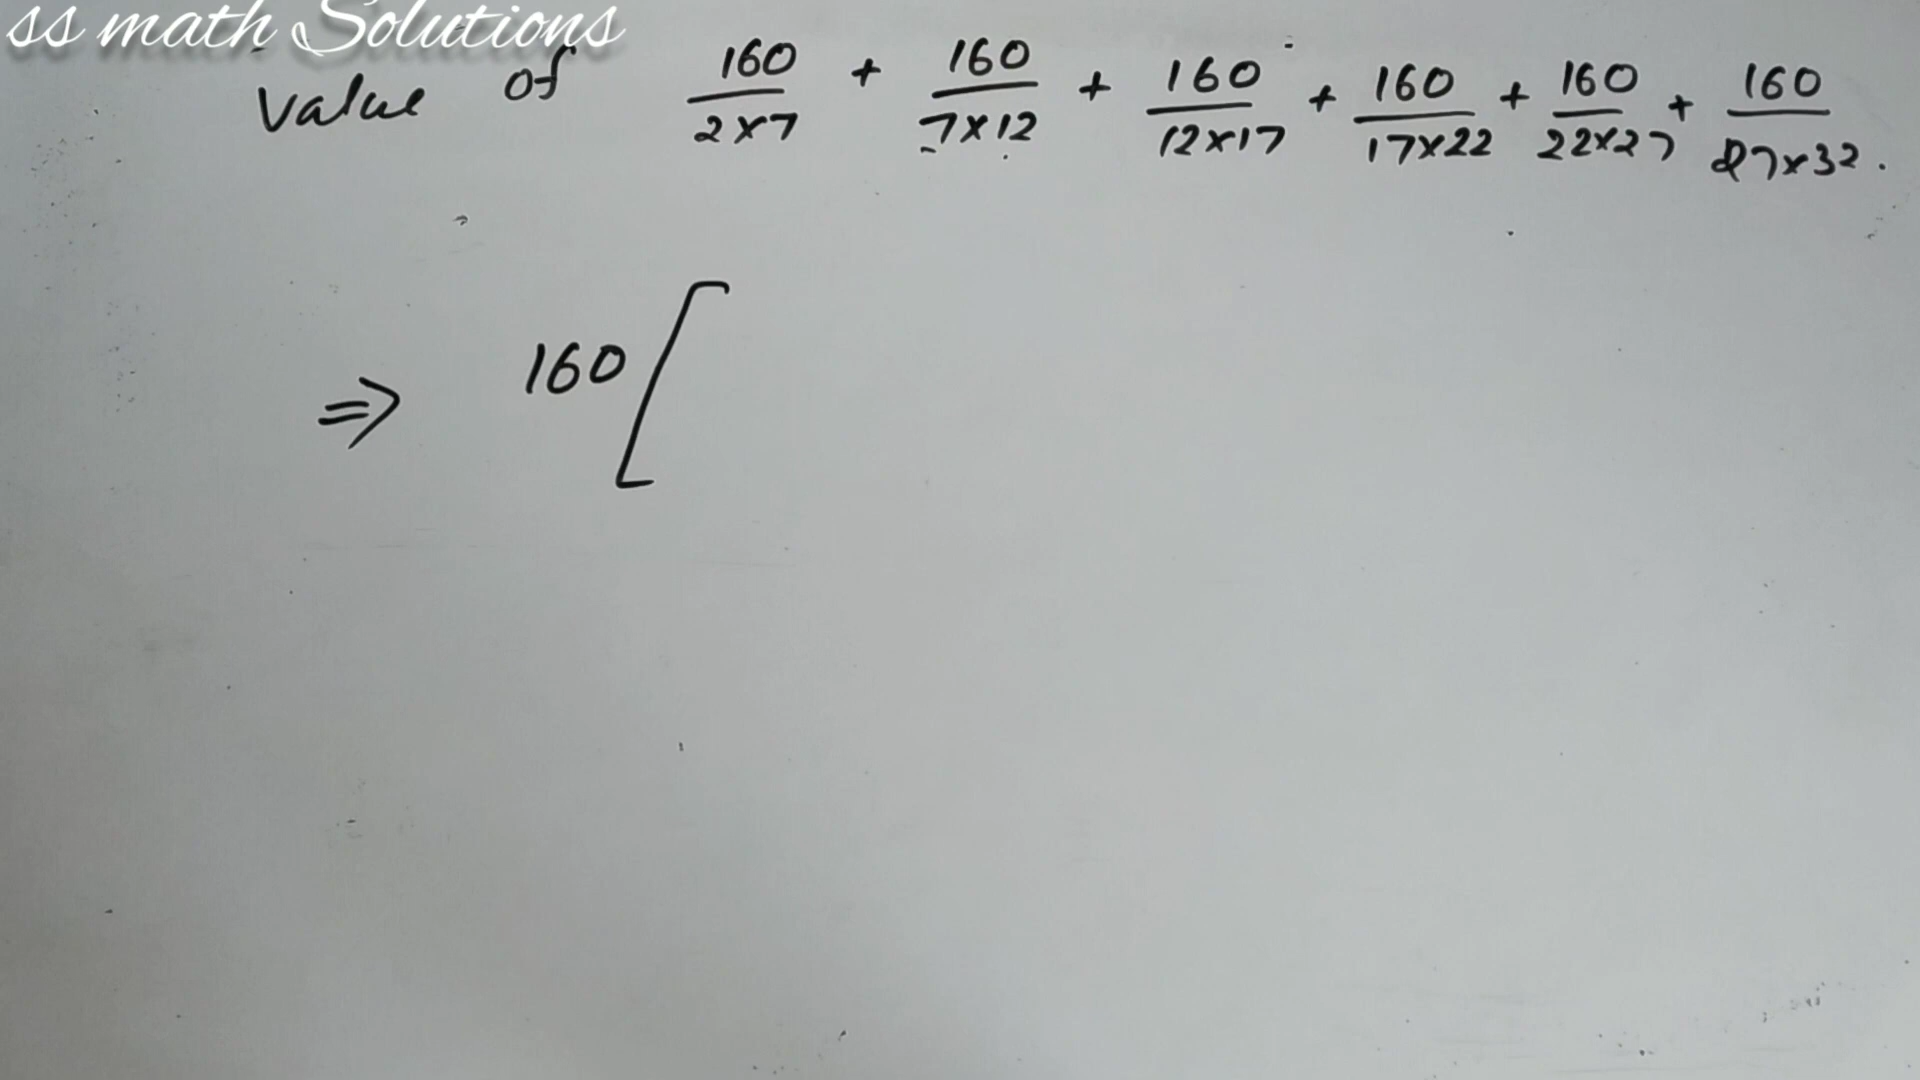 ss math Solutions
Value of 160/2×7 + 160/7×12 + 160/12×17 + 160/17×22 + 160/22×27 + 160/27×32.
⇒ 160[